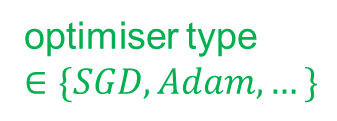 optimiser type
∈ {SGD, Adam, ... }